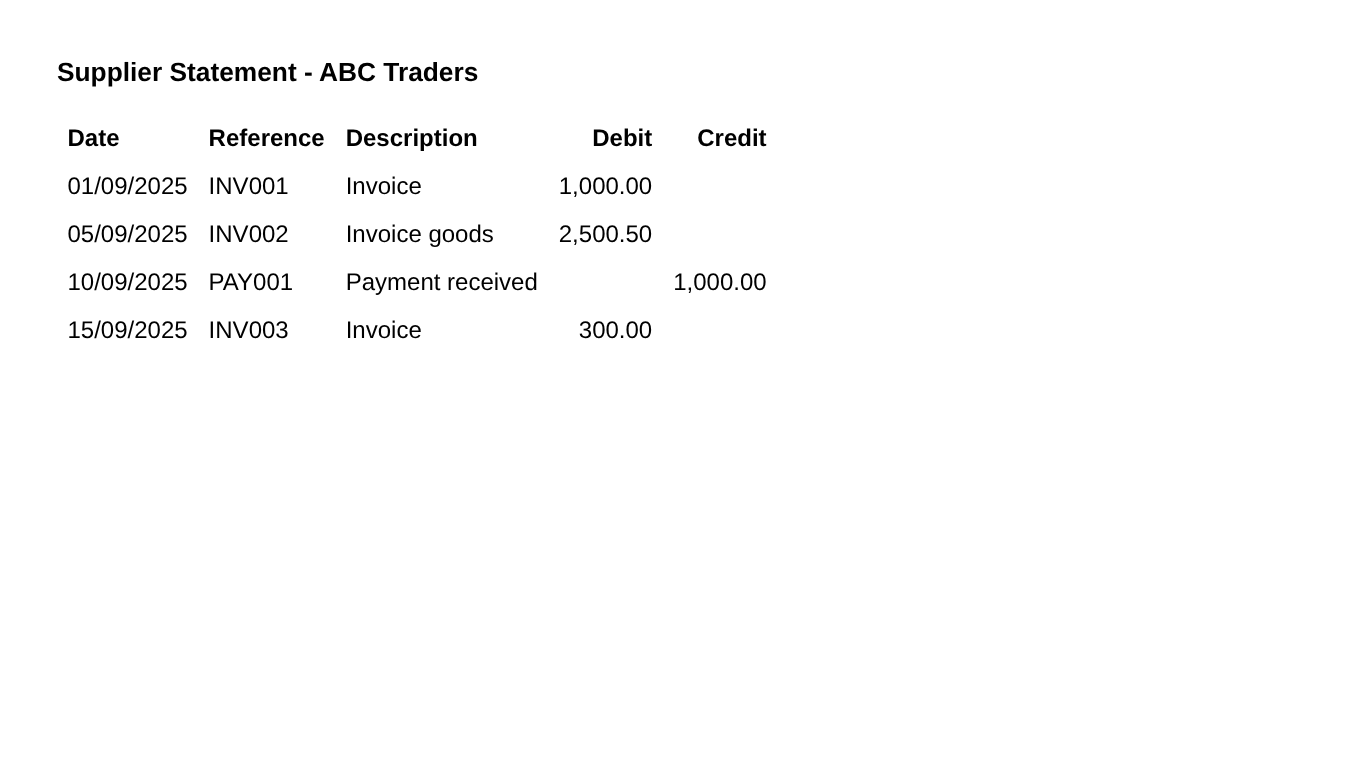 Supplier Statement - ABC Traders
Date Reference Description Debit Credit
01/09/2025 INV001 Invoice 1,000.00
05/09/2025 INV002 Invoice goods 2,500.50
10/09/2025 PAY001 Payment received 1,000.00
15/09/2025 INV003 Invoice 300.00